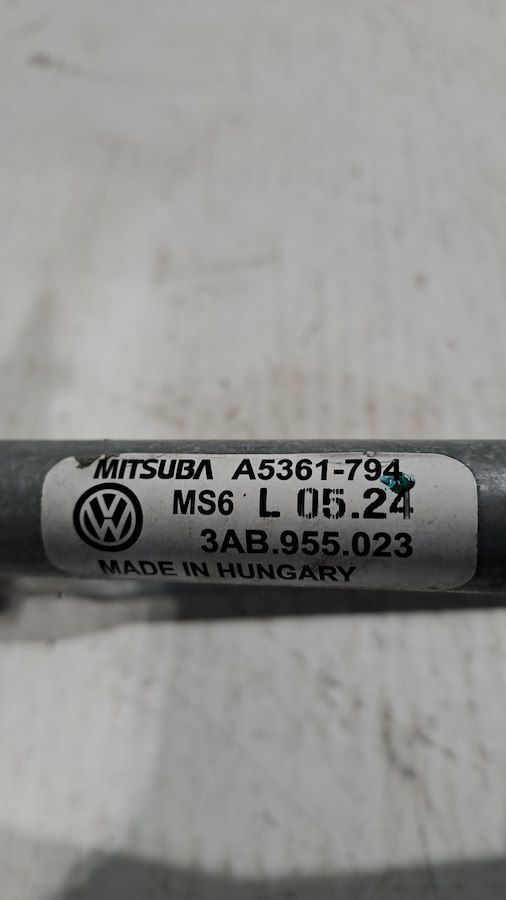 MITSUBA A5361-794
MS6 L 05.24
3AB.955.023
MADE IN HUNGARY